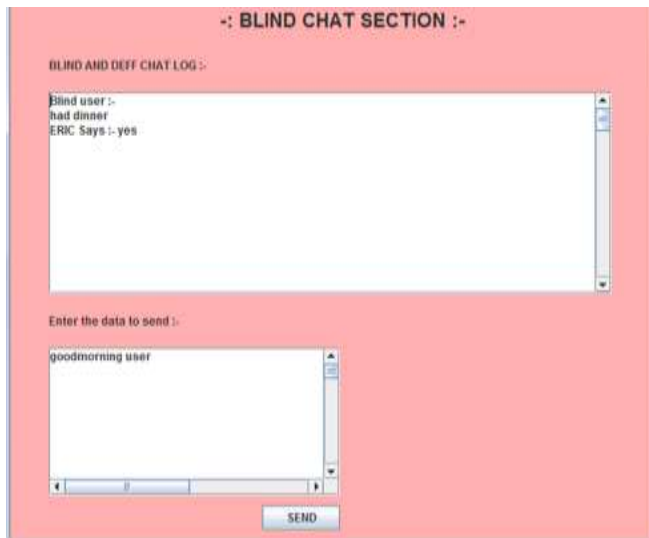 -: BLIND CHAT SECTION :-
BLIND AND DEFF CHAT LOG :-
Blind user :-
had dinner
ERIC Says :- yes
Enter the data to send :-
goodmorning user
SEND